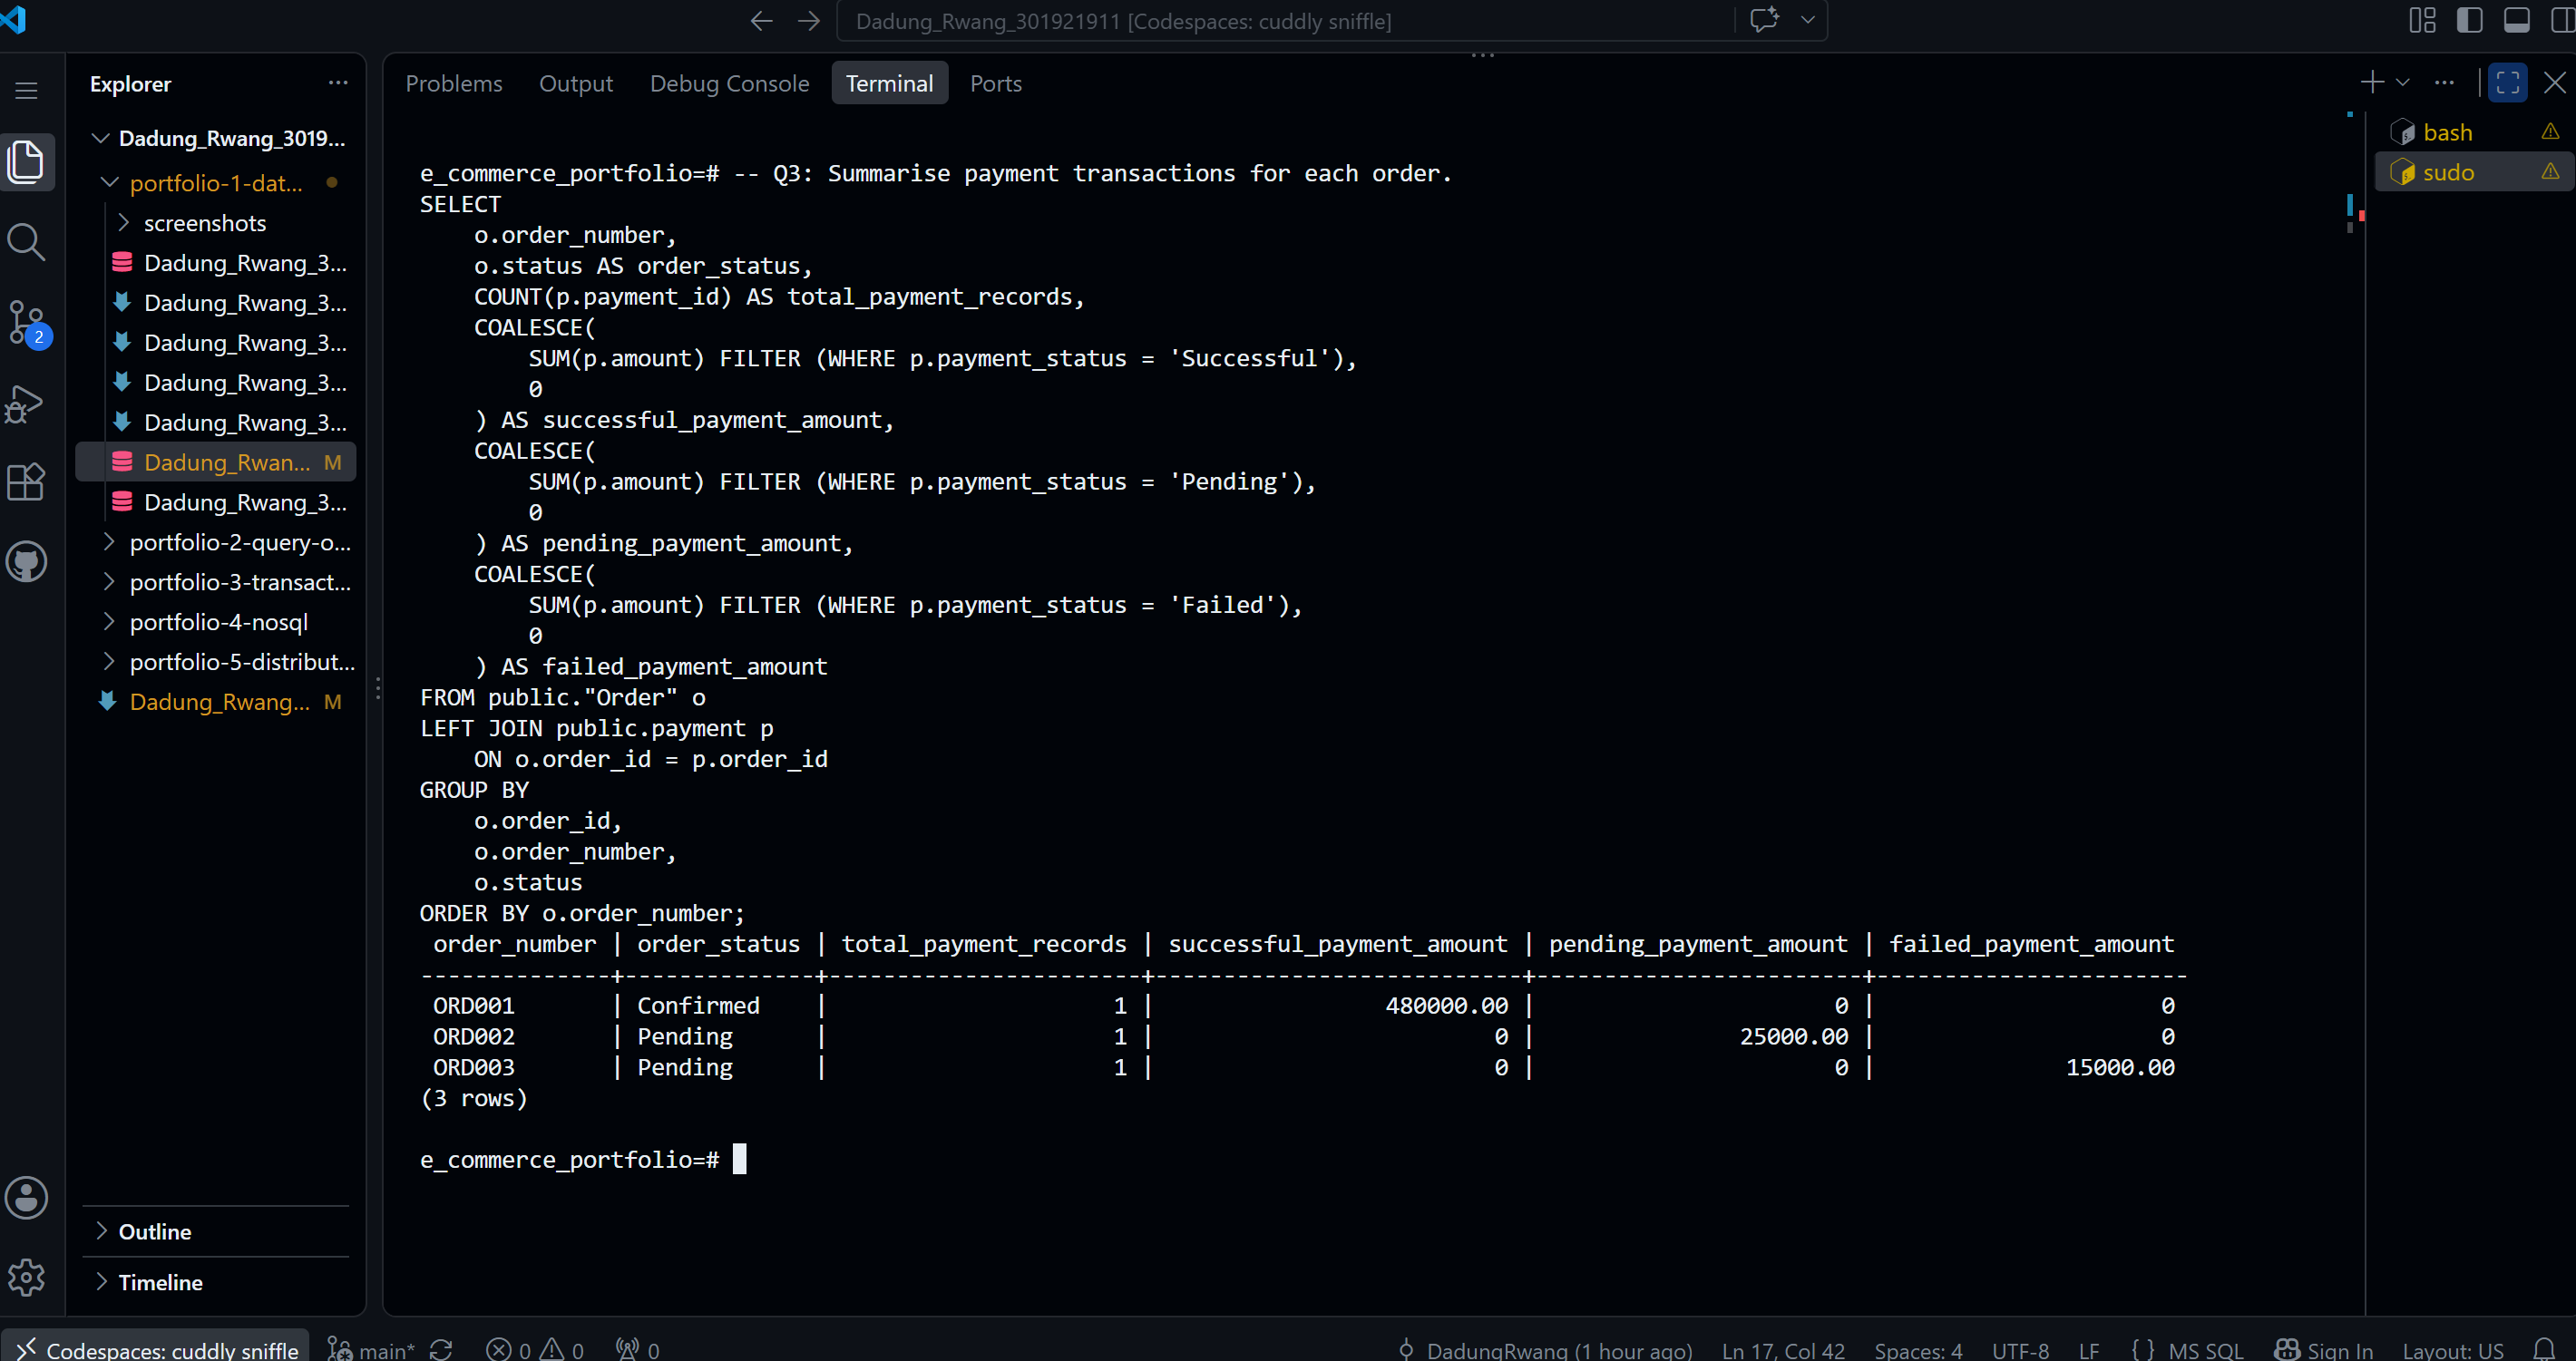 Dadung_Rwang_301921911 [Codespaces: cuddly sniffle]
Explorer
Dadung_Rwang_3019...
portfolio-1-dat...
screenshots
Dadung_Rwang_3...
Dadung_Rwang_3...
Dadung_Rwang_3...
Dadung_Rwang_3...
Dadung_Rwang_3...
Dadung_Rwan... M
Dadung_Rwang_3...
portfolio-2-query-o...
portfolio-3-transact...
portfolio-4-nosql
portfolio-5-distribut...
Dadung_Rwang... M
2
Outline
Timeline
Problems Output Debug Console Terminal Ports
e_commerce_portfolio=# -- Q3: Summarise payment transactions for each order.
SELECT
    o.order_number,
    o.status AS order_status,
    COUNT(p.payment_id) AS total_payment_records,
    COALESCE(
        SUM(p.amount) FILTER (WHERE p.payment_status = 'Successful'),
        0
    ) AS successful_payment_amount,
    COALESCE(
        SUM(p.amount) FILTER (WHERE p.payment_status = 'Pending'),
        0
    ) AS pending_payment_amount,
    COALESCE(
        SUM(p.amount) FILTER (WHERE p.payment_status = 'Failed'),
        0
    ) AS failed_payment_amount
FROM public."Order" o
LEFT JOIN public.payment p
    ON o.order_id = p.order_id
GROUP BY
    o.order_id,
    o.order_number,
    o.status
ORDER BY o.order_number;
 order_number | order_status | total_payment_records | successful_payment_amount | pending_payment_amount | failed_payment_amount
--------------+--------------+-----------------------+---------------------------+------------------------+-----------------------
 ORD001       | Confirmed    |                     1 |                 480000.00 |                      0 |                     0
 ORD002       | Pending      |                     1 |                         0 |               25000.00 |                     0
 ORD003       | Pending      |                     1 |                         0 |                      0 |              15000.00
(3 rows)
e_commerce_portfolio=#
bash
sudo
Codespaces: cuddly sniffle main* 0 0 0 DadungRwang (1 hour ago) Ln 17, Col 42 Spaces: 4 UTF-8 LF {} MS SQL Sign In Layout: US